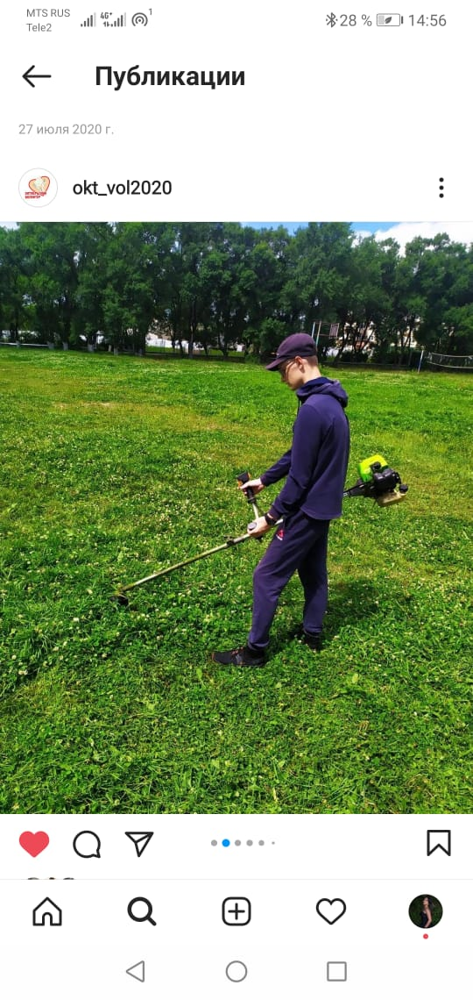 MTS RUS
Tele2
4G+
1
28 %
14:56
Публикации
27 июля 2020 г.
okt_vol2020